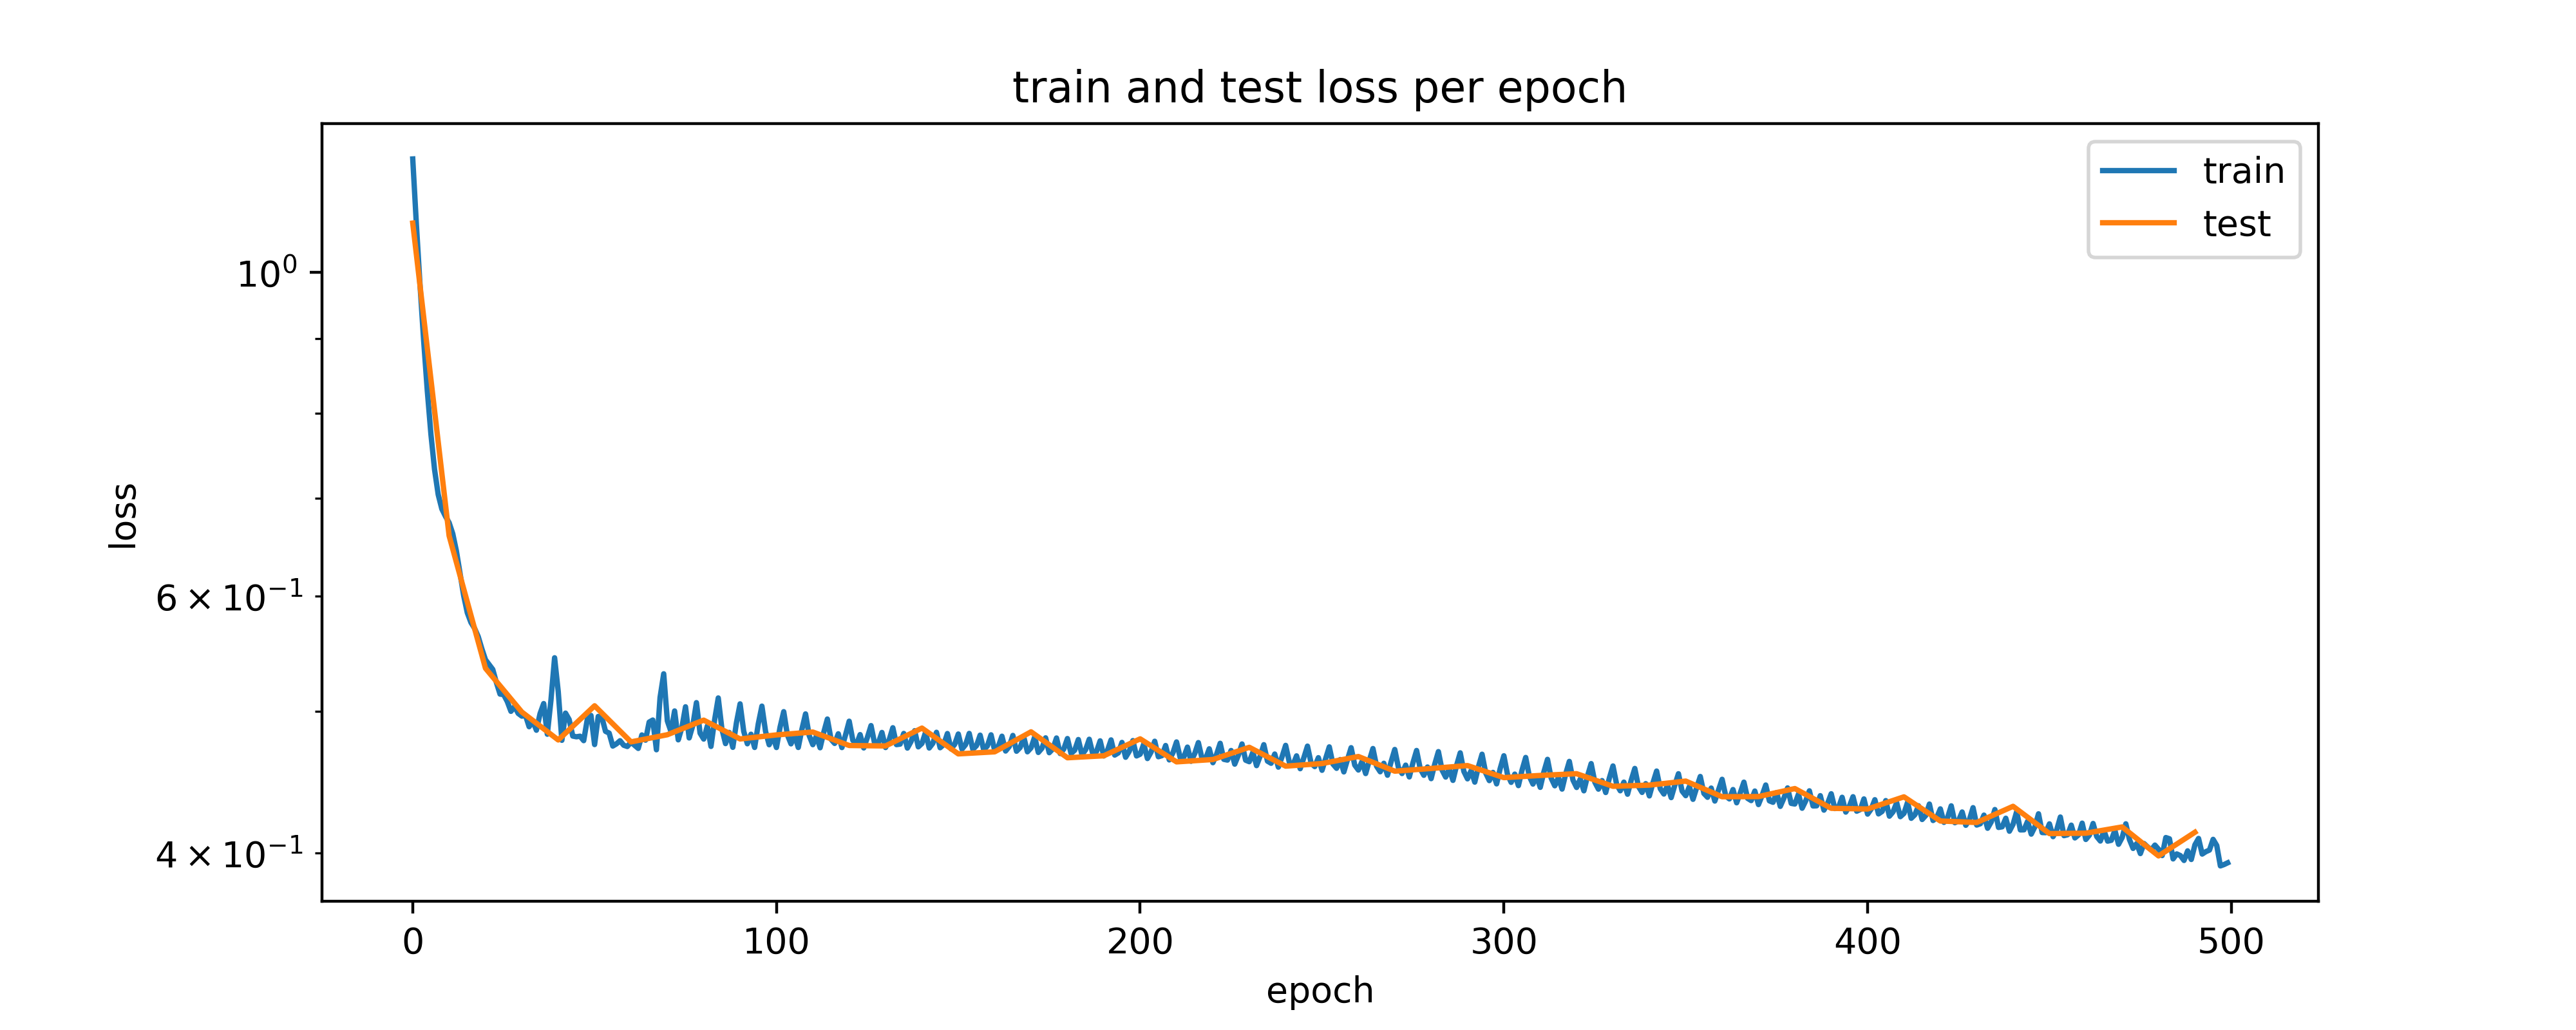 train and test loss per epoch
train
test
10⁰
6 × 10⁻¹
4 × 10⁻¹
loss
0 100 200 300 400 500
epoch